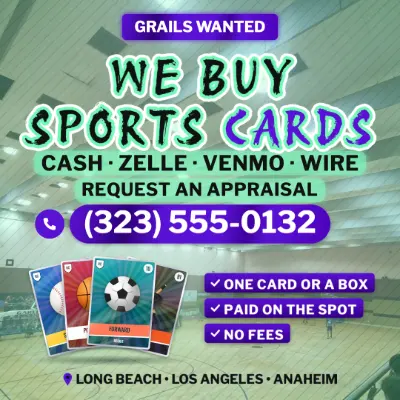 GRAILS WANTED
WE BUY
SPORTS CARDS
CASH · ZELLE · VENMO · WIRE
REQUEST AN APPRAISAL
(323) 555-0132
ONE CARD OR A BOX
PAID ON THE SPOT
NO FEES
FORWARD
LONG BEACH • LOS ANGELES • ANAHEIM